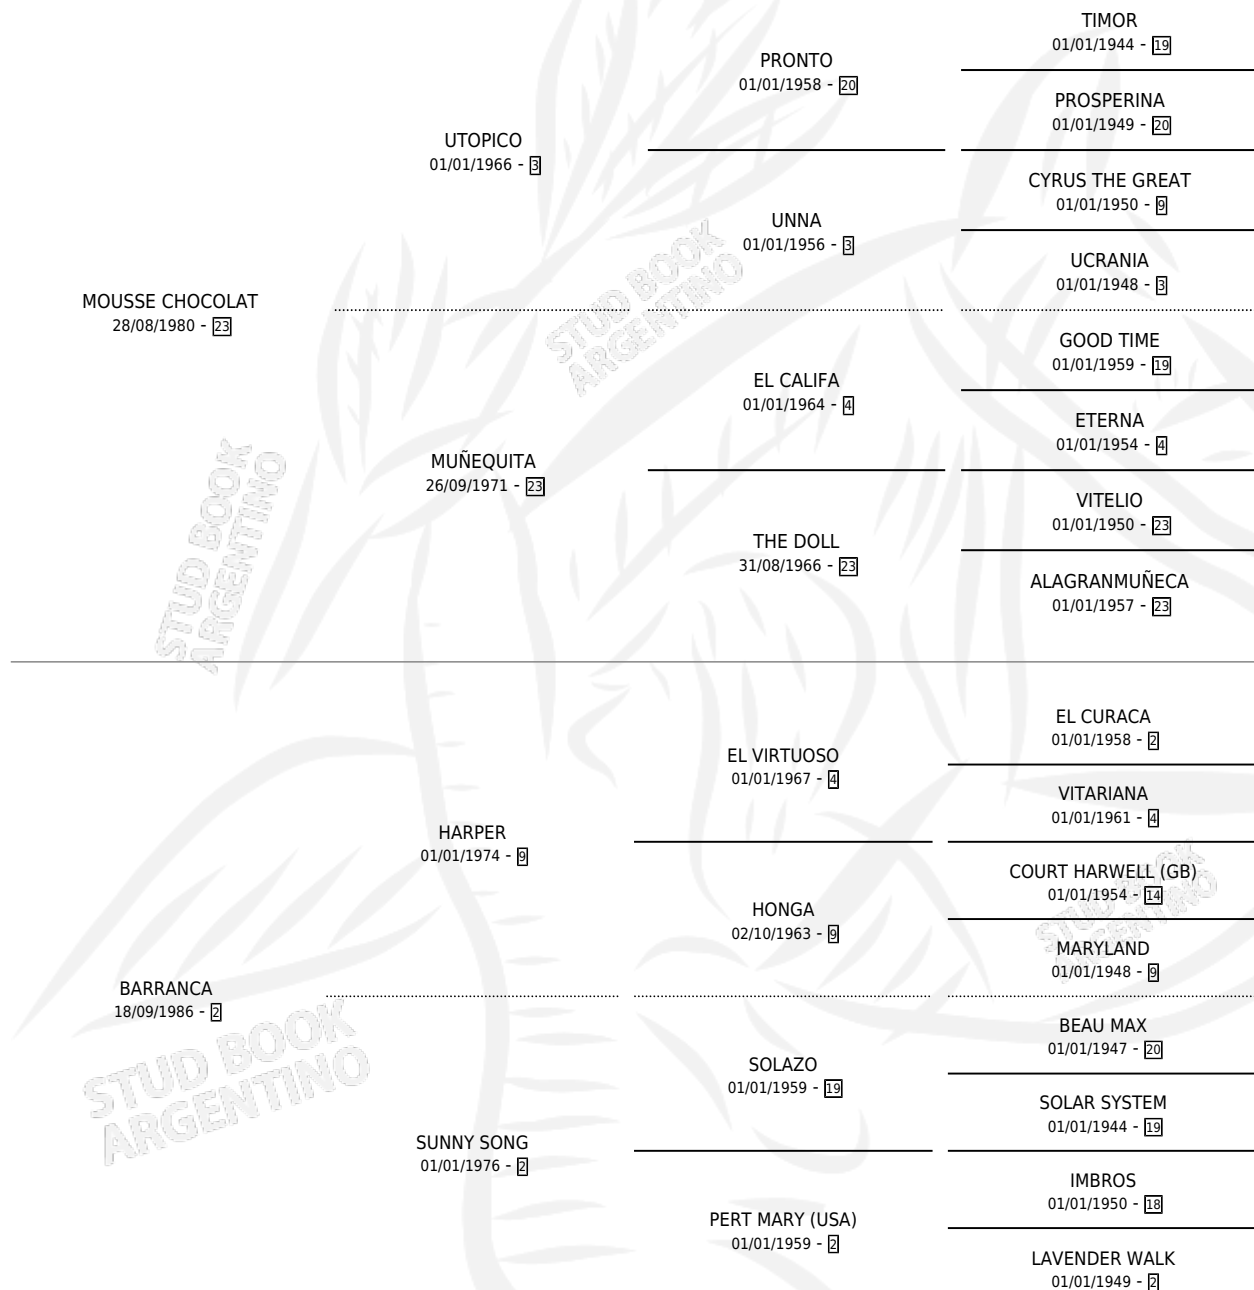 MOUSSE CHOCOLAT
28/08/1980 - 23
UTOPICO
01/01/1966 - 3
MUÑEQUITA
26/09/1971 - 23
PRONTO
01/01/1958 - 20
UNNA
01/01/1956 - 3
EL CALIFA
01/01/1964 - 4
THE DOLL
31/08/1966 - 23
TIMOR
01/01/1944 - 19
PROSPERINA
01/01/1949 - 20
CYRUS THE GREAT
01/01/1950 - 9
UCRANIA
01/01/1948 - 3
GOOD TIME
01/01/1959 - 19
ETERNA
01/01/1954 - 4
VITELIO
01/01/1950 - 23
ALAGRANMUÑECA
01/01/1957 - 23
BARRANCA
18/09/1986 - 2
HARPER
01/01/1974 - 9
SUNNY SONG
01/01/1976 - 2
EL VIRTUOSO
01/01/1967 - 4
HONGA
02/10/1963 - 9
SOLAZO
01/01/1959 - 19
PERT MARY (USA)
01/01/1959 - 2
EL CURACA
01/01/1958 - 2
VITARIANA
01/01/1961 - 4
COURT HARWELL (GB)
01/01/1954 - 14
MARYLAND
01/01/1948 - 9
BEAU MAX
01/01/1947 - 20
SOLAR SYSTEM
01/01/1944 - 19
IMBROS
01/01/1950 - 18
LAVENDER WALK
01/01/1949 - 2
STUD BOOK
ARGENTINO
STUD BOOK
ARGENTINO
STUD BOOK
ARGENTINO
STUD BOOK
ARGENTINO